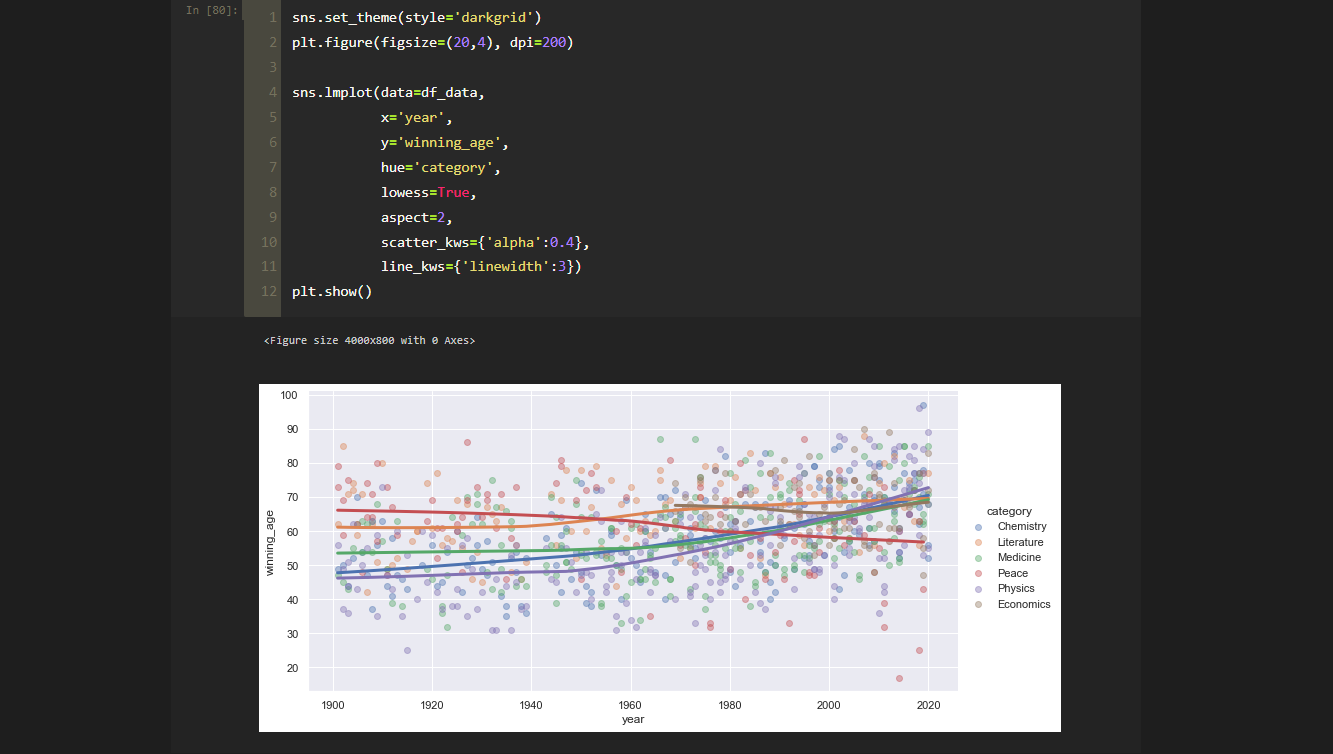 In [80]:
1 sns.set_theme(style='darkgrid')
2 plt.figure(figsize=(20,4), dpi=200)
3
4 sns.lmplot(data=df_data,
5 x='year',
6 y='winning_age',
7 hue='category',
8 lowess=True,
9 aspect=2,
10 scatter_kws={'alpha':0.4},
11 line_kws={'linewidth':3})
12 plt.show()
<Figure size 4000x800 with 0 Axes>
100
90
80
70
60
50
40
30
20
winning_age
1900 1920 1940 1960 1980 2000 2020
year
category
Chemistry
Literature
Medicine
Peace
Physics
Economics